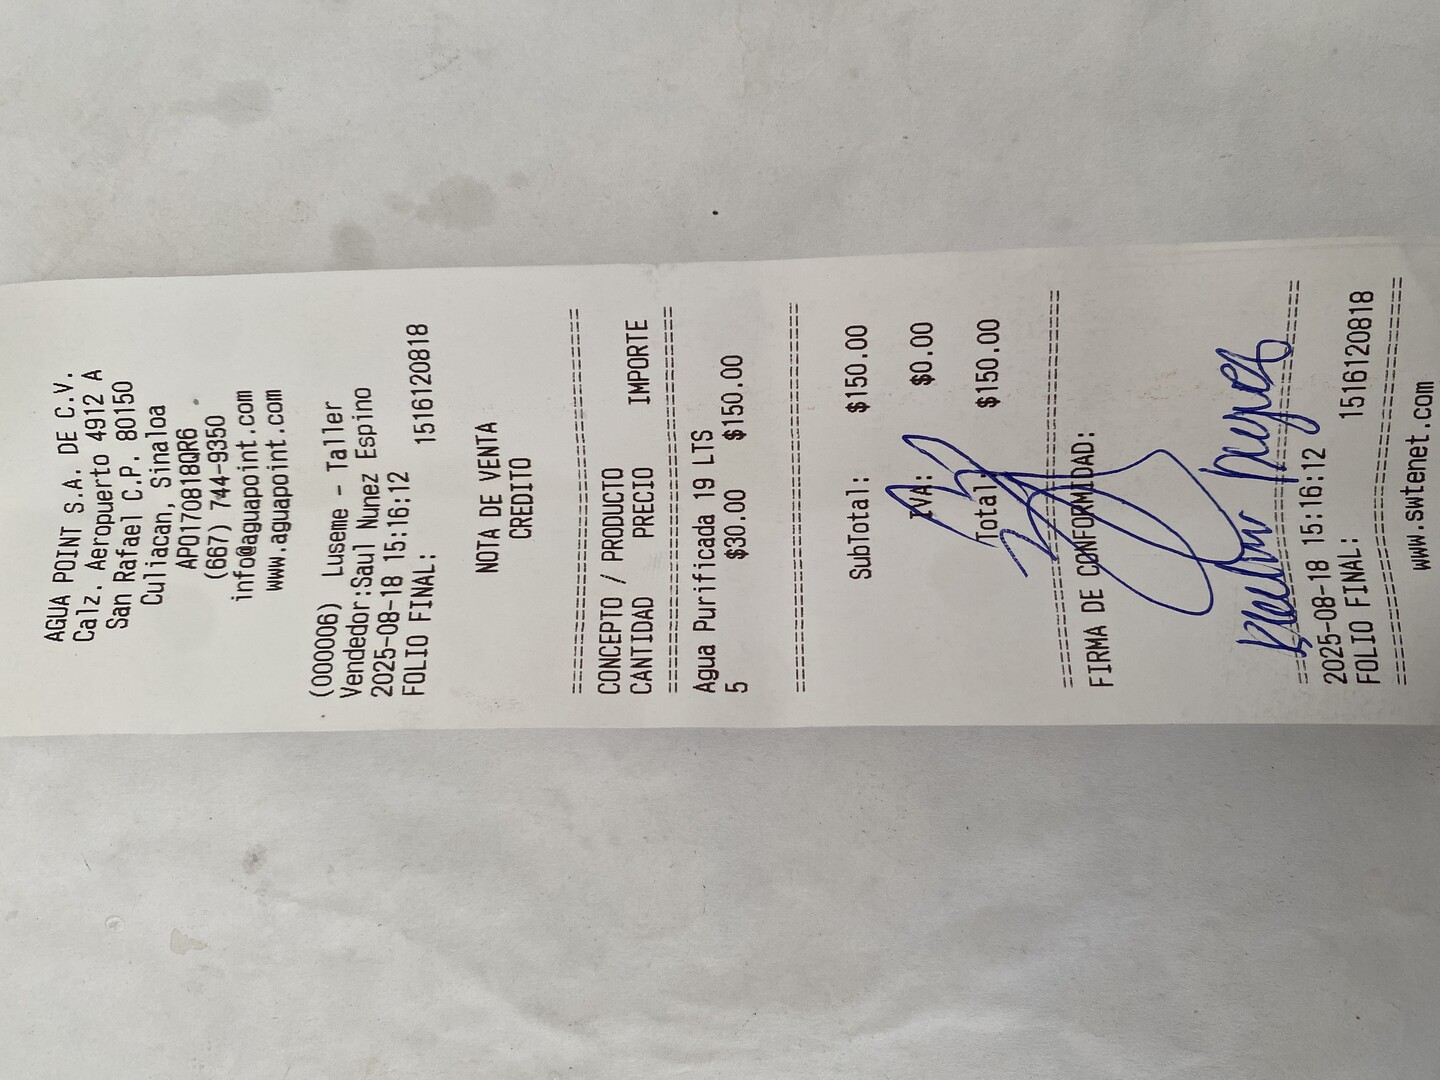 AGUA POINT S.A. DE C.V.
Calz. Aeropuerto 4912 A
San Rafael C.P. 80150
Culiacan, Sinaloa
APO170818QR6
(667) 744-9350
info@aguapoint.com
www.aguapoint.com
(000006) Luseme - Taller
Vendedor:Saul Nunez Espino
2025-08-18 15:16:12
FOLIO FINAL: 1516120818
NOTA DE VENTA
CREDITO
================================
CONCEPTO / PRODUCTO
CANTIDAD PRECIO IMPORTE
================================
Agua Purificada 19 LTS
5 $30.00 $150.00
================================
SubTotal: $150.00
IVA: $0.00
Total: $150.00
================================
FIRMA DE CONFORMIDAD:
================================
2025-08-18 15:16:12
FOLIO FINAL: 1516120818
================================
www.swtenet.com